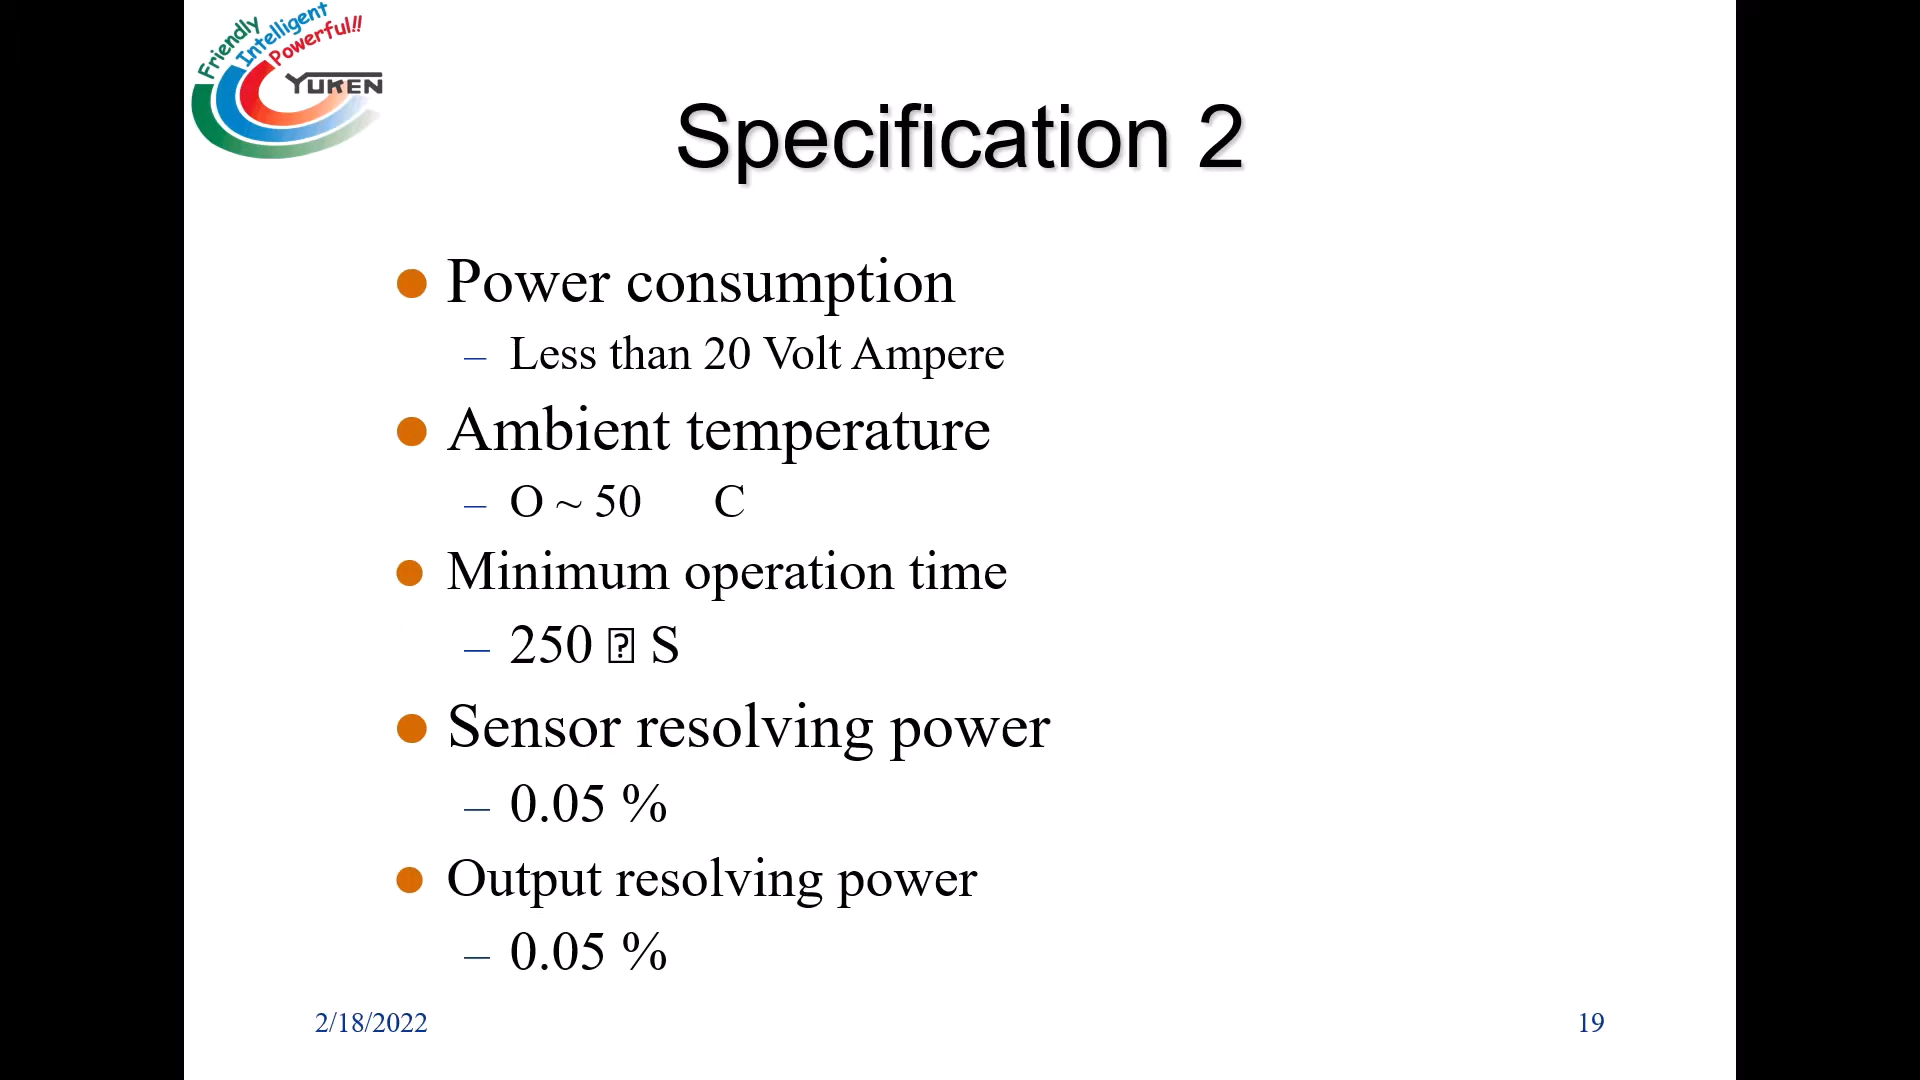 Friendly
Intelligent
Powerful!!
YUKEN
Specification 2
Power consumption
– Less than 20 Volt Ampere
Ambient temperature
– O ~ 50 C
Minimum operation time
– 250 ⍰ S
Sensor resolving power
– 0.05 %
Output resolving power
– 0.05 %
2/18/2022
19